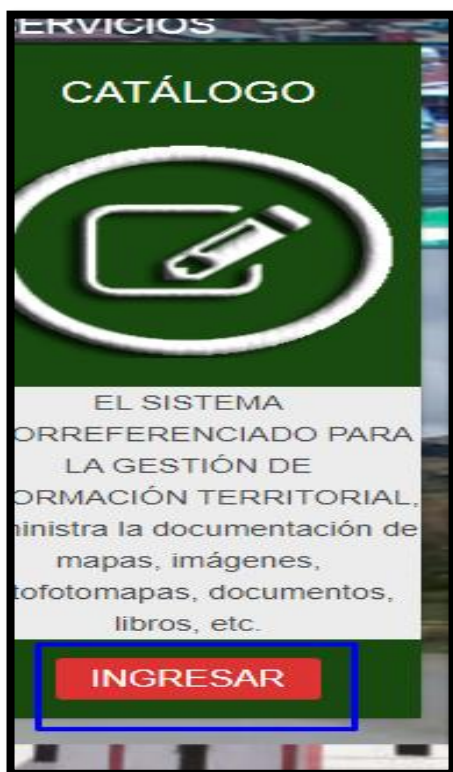 ERVICIOS
CATÁLOGO
EL SISTEMA
ORREFERENCIADO PARA
LA GESTIÓN DE
ORMACIÓN TERRITORIAL,
inistra la documentación de
mapas, imágenes,
tofotomapas, documentos,
libros, etc.
INGRESAR